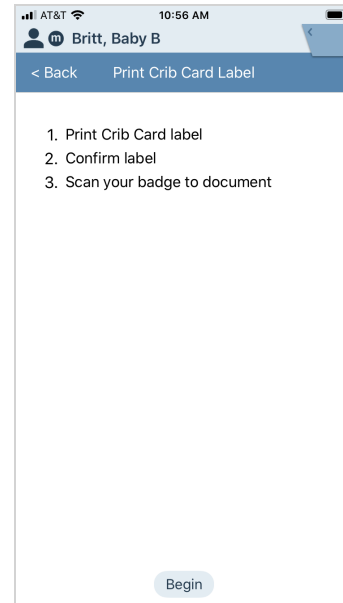 AT&T 10:56 AM
m Britt, Baby B <
< Back Print Crib Card Label
1. Print Crib Card label
2. Confirm label
3. Scan your badge to document
Begin